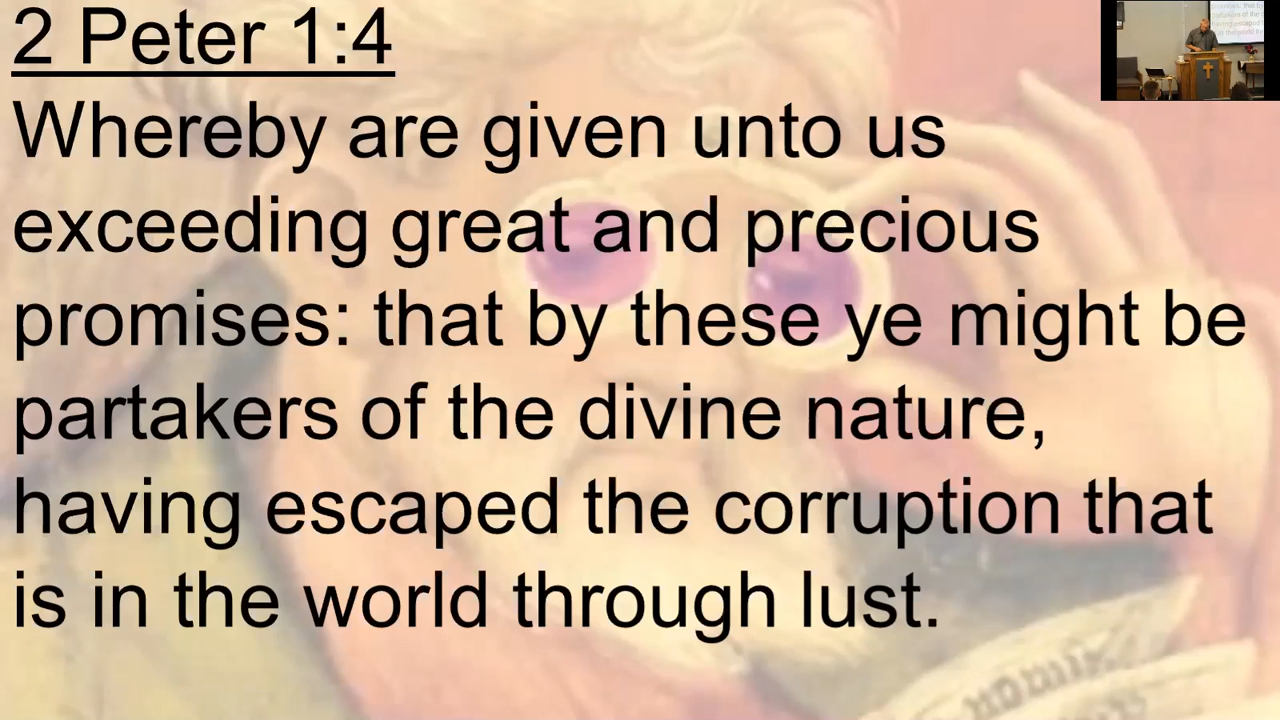 2 Peter 1:4
Whereby are given unto us
exceeding great and precious
promises: that by these ye might be
partakers of the divine nature,
having escaped the corruption that
is in the world through lust.